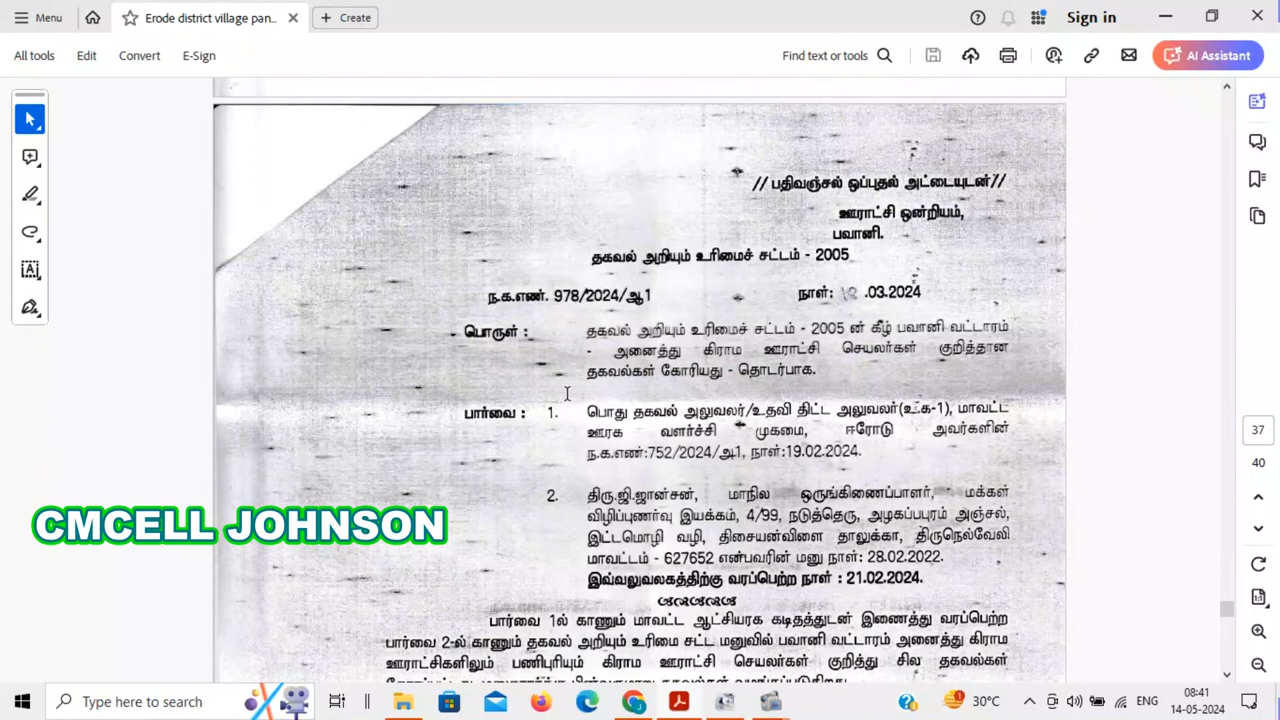 Menu
Erode district village pan...
Create
Sign in
All tools
Edit
Convert
E-Sign
Find text or tools
AI Assistant
//பதிவஞ்சல் ஒப்புதல் அட்டையுடன்//
ஊராட்சி ஒன்றியம்,
பவானி.
தகவல் அறியும் உரிமைச் சட்டம் - 2005
ந.க.எண். 978/2024/ஆ1
நாள்: .03.2024
பொருள் :
தகவல் அறியும் உரிமைச் சட்டம் - 2005 ன் கீழ் பவானி வட்டாரம்
- அனைத்து கிராம ஊராட்சி செயலர்கள் குறித்தான
தகவல்கள் கோரியது - தொடர்பாக.
பார்வை : 1. பொது தகவல் அலுவலர்/உதவி திட்ட அலுவலர்(உ.க-1), மாவட்ட
ஊரக வளர்ச்சி முகமை, ஈரோடு அவர்களின்
ந.க.எண்:752/2024/அ1, நாள்:19.02.2024.
2. திரு.ஜி.ஜான்சன், மாநில ஒருங்கிணைப்பாளர், மக்கள்
விழிப்புணர்வு இயக்கம், 4/99, நடுத்தெரு, அழகப்பபுரம் அஞ்சல்,
இட்டமொழி வழி, திசையன்விளை தாலுக்கா, திருநெல்வேலி
மாவட்டம் - 627652 என்பவரின் மனு நாள்: 28.02.2022.
இவ்வலுவலகத்திற்கு வரப்பெற்ற நாள் : 21.02.2024.
பார்வை 1ல் காணும் மாவட்ட ஆட்சியரக கடிதத்துடன் இணைத்து வரப்பெற்ற
பார்வை 2-ல் காணும் தகவல் அறியும் உரிமை சட்ட மனுவில் பவானி வட்டாரம் அனைத்து கிராம
ஊராட்சிகளிலும் பணிபுரியும் கிராம ஊராட்சி செயலர்கள் குறித்து சில தகவல்கள்
CMCELL JOHNSON
37
40
Type here to search
30°C
ENG
08:41
14-05-2024